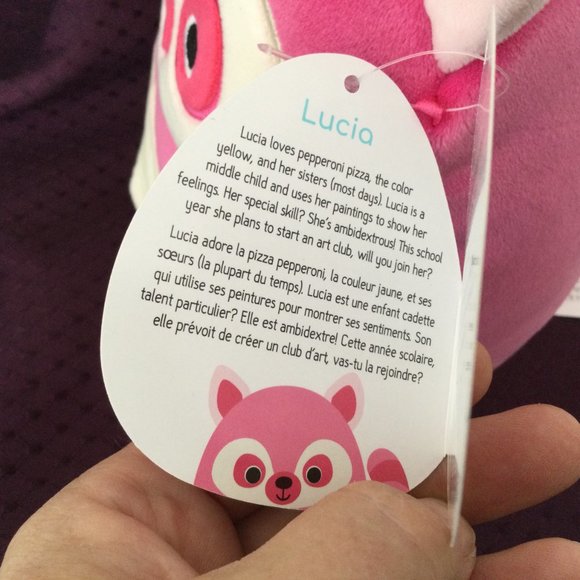 Lucia
Lucia loves pepperoni pizza, the color
yellow, and her sisters (most days). Lucia is a
middle child and uses her paintings to show her
feelings. Her special skill? She's ambidextrous! This school
year she plans to start an art club, will you join her?
Lucia adore la pizza pepperoni, la couleur jaune, et ses
sœurs (la plupart du temps). Lucia est une enfant cadette
qui utilise ses peintures pour montrer ses sentiments. Son
talent particulier? Elle est ambidextre! Cette année scolaire,
elle prévoit de créer un club d'art, vas-tu la rejoindre?